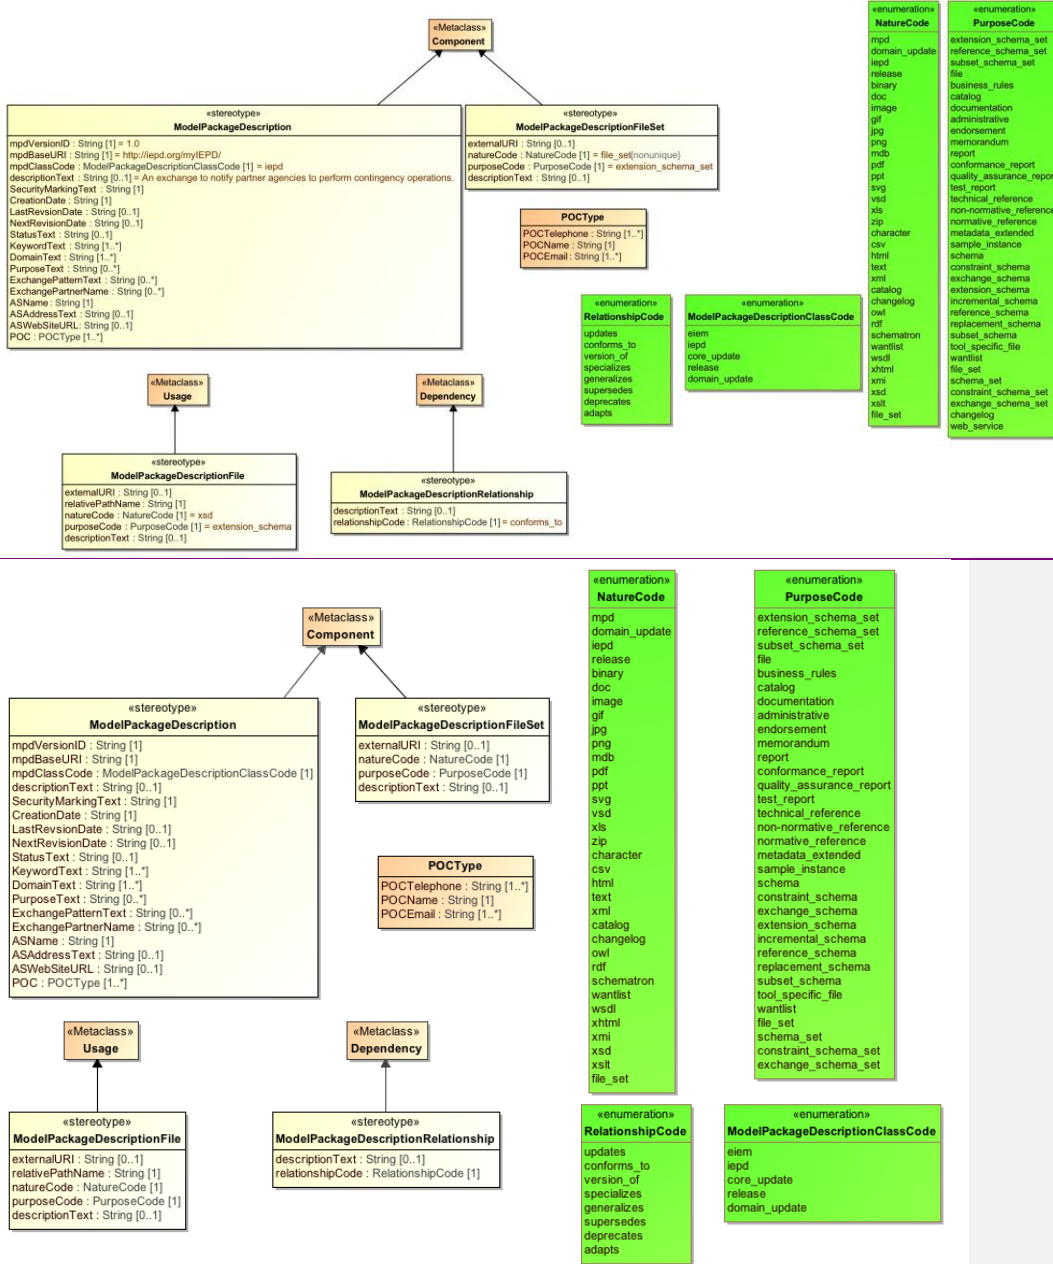 «Metaclass»
Component
«stereotype»
ModelPackageDescription
mpdVersionID : String [1] = 1.0
mpdBaseURI : String [1] = http://iepd.org/myIEPD/
mpdClassCode : ModelPackageDescriptionClassCode [1] = iepd
descriptionText : String [0..1] = An exchange to notify partner agencies to perform contingency operations.
SecurityMarkingText : String [1]
CreationDate : String [1]
LastRevsionDate : String [0..1]
NextRevisionDate : String [0..1]
StatusText : String [0..1]
KeywordText : String [1..*]
DomainText : String [1..*]
PurposeText : String [0..*]
ExchangePatternText : String [0..*]
ExchangePartnerName : String [0..*]
ASName : String [1]
ASAddressText : String [0..1]
ASWebSiteURL : String [0..1]
POC : POCType [1..*]
«stereotype»
ModelPackageDescriptionFileSet
externalURI : String [0..1]
natureCode : NatureCode [1] = file_set{nonunique}
purposeCode : PurposeCode [1] = extension_schema_set
descriptionText : String [0..1]
POCType
POCTelephone : String [1..*]
POCName : String [1]
POCEmail : String [1..*]
«enumeration»
RelationshipCode
updates
conforms_to
version_of
specializes
generalizes
supersedes
deprecates
adapts
«enumeration»
ModelPackageDescriptionClassCode
eiem
iepd
core_update
release
domain_update
«enumeration»
NatureCode
mpd
domain_update
iepd
release
binary
doc
image
gif
jpg
png
mdb
pdf
ppt
svg
vsd
xls
zip
character
csv
html
text
xml
catalog
changelog
owl
rdf
schematron
wantlist
wsdl
xhtml
xmi
xsd
xslt
file_set
«enumeration»
PurposeCode
extension_schema_set
reference_schema_set
subset_schema_set
file
business_rules
catalog
documentation
administrative
endorsement
memorandum
report
conformance_report
quality_assurance_repor
test_report
technical_reference
non-normative_reference
normative_reference
metadata_extended
sample_instance
schema
constraint_schema
exchange_schema
extension_schema
incremental_schema
reference_schema
replacement_schema
subset_schema
tool_specific_file
wantlist
file_set
schema_set
constraint_schema_set
exchange_schema_set
changelog
web_service
«Metaclass»
Usage
«stereotype»
ModelPackageDescriptionFile
externalURI : String [0..1]
relativePathName : String [1]
natureCode : NatureCode [1] = xsd
purposeCode : PurposeCode [1] = extension_schema
descriptionText : String [0..1]
«Metaclass»
Dependency
«stereotype»
ModelPackageDescriptionRelationship
descriptionText : String [0..1]
relationshipCode : RelationshipCode [1] = conforms_to
«Metaclass»
Component
«stereotype»
ModelPackageDescription
mpdVersionID : String [1]
mpdBaseURI : String [1]
mpdClassCode : ModelPackageDescriptionClassCode [1]
descriptionText : String [0..1]
SecurityMarkingText : String [1]
CreationDate : String [1]
LastRevsionDate : String [0..1]
NextRevisionDate : String [0..1]
StatusText : String [0..1]
KeywordText : String [1..*]
DomainText : String [1..*]
PurposeText : String [0..*]
ExchangePatternText : String [0..*]
ExchangePartnerName : String [0..*]
ASName : String [1]
ASAddressText : String [0..1]
ASWebSiteURL : String [0..1]
POC : POCType [1..*]
«stereotype»
ModelPackageDescriptionFileSet
externalURI : String [0..1]
natureCode : NatureCode [1]
purposeCode : PurposeCode [1]
descriptionText : String [0..1]
POCType
POCTelephone : String [1..*]
POCName : String [1]
POCEmail : String [1..*]
«enumeration»
NatureCode
mpd
domain_update
iepd
release
binary
doc
image
gif
jpg
png
mdb
pdf
ppt
svg
vsd
xls
zip
character
csv
html
text
xml
catalog
changelog
owl
rdf
schematron
wantlist
wsdl
xhtml
xmi
xsd
xslt
file_set
«enumeration»
PurposeCode
extension_schema_set
reference_schema_set
subset_schema_set
file
business_rules
catalog
documentation
administrative
endorsement
memorandum
report
conformance_report
quality_assurance_report
test_report
technical_reference
non-normative_reference
normative_reference
metadata_extended
sample_instance
schema
constraint_schema
exchange_schema
extension_schema
incremental_schema
reference_schema
replacement_schema
subset_schema
tool_specific_file
wantlist
file_set
schema_set
constraint_schema_set
exchange_schema_set
«Metaclass»
Usage
«stereotype»
ModelPackageDescriptionFile
externalURI : String [0..1]
relativePathName : String [1]
natureCode : NatureCode [1]
purposeCode : PurposeCode [1]
descriptionText : String [0..1]
«Metaclass»
Dependency
«stereotype»
ModelPackageDescriptionRelationship
descriptionText : String [0..1]
relationshipCode : RelationshipCode [1]
«enumeration»
RelationshipCode
updates
conforms_to
version_of
specializes
generalizes
supersedes
deprecates
adapts
«enumeration»
ModelPackageDescriptionClassCode
eiem
iepd
core_update
release
domain_update